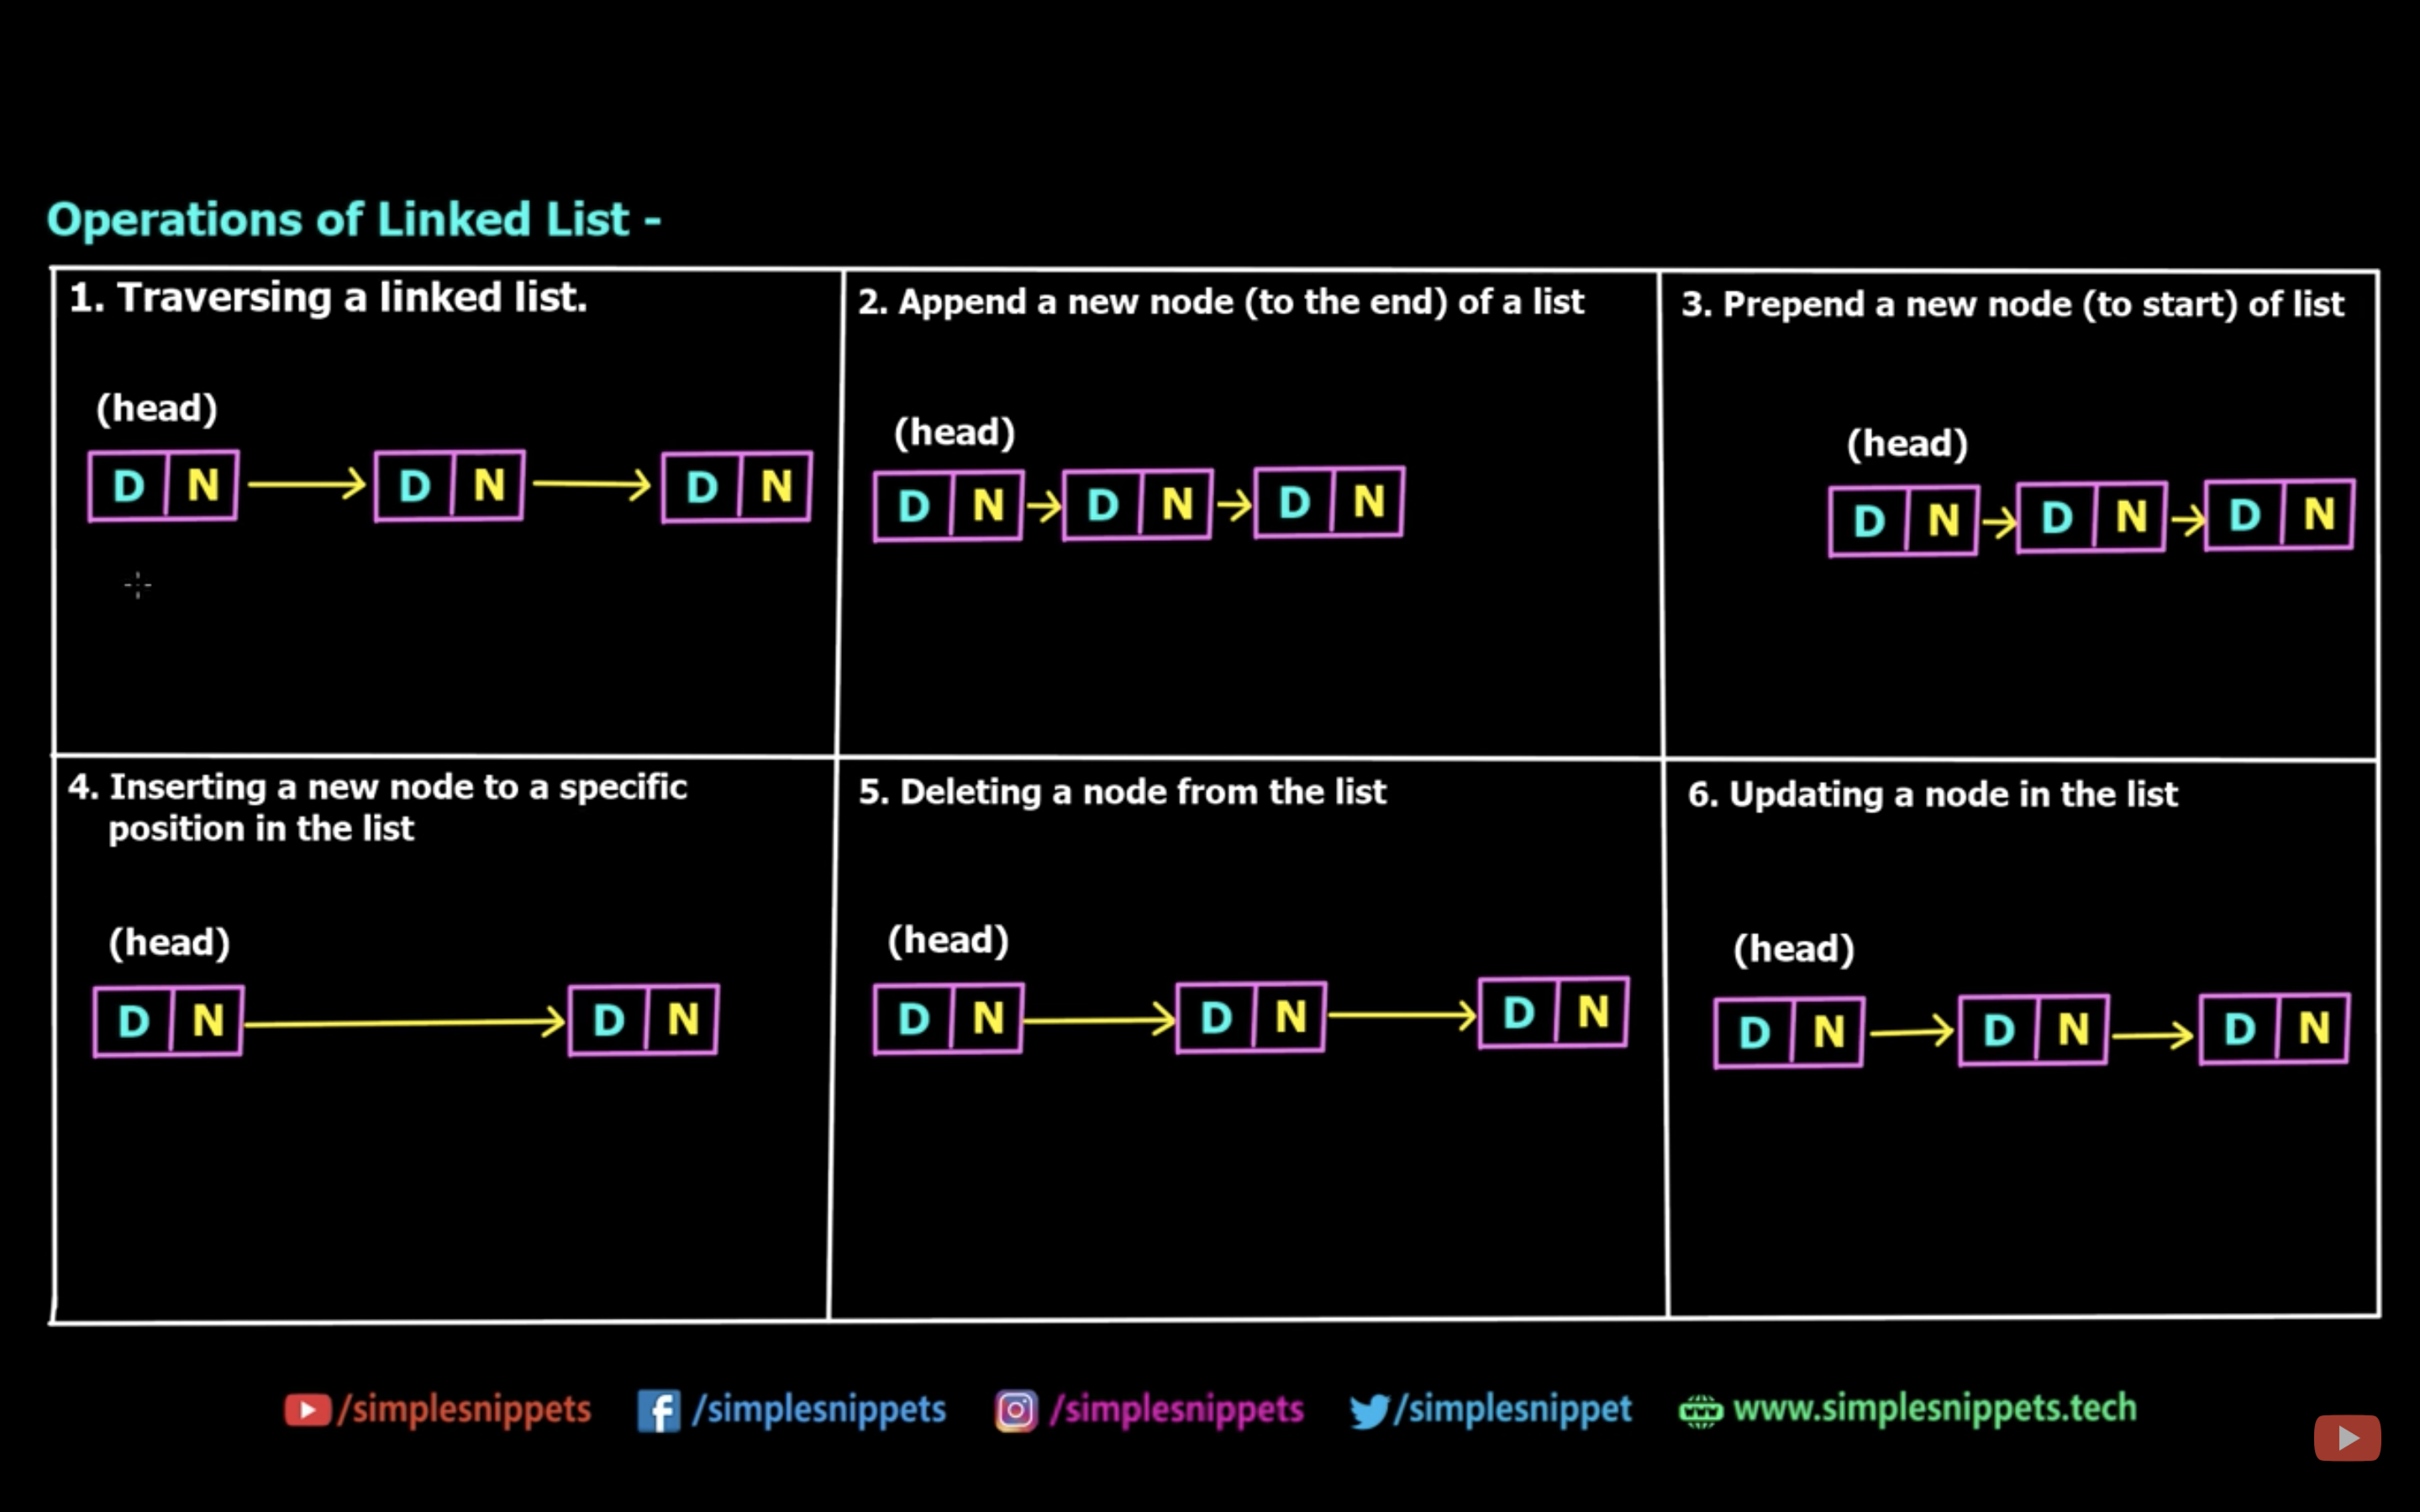 Operations of Linked List -
1. Traversing a linked list.
(head)
D N D N D N
2. Append a new node (to the end) of a list
(head)
D N D N D N
3. Prepend a new node (to start) of list
(head)
D N D N D N
4. Inserting a new node to a specific
position in the list
(head)
D N D N
5. Deleting a node from the list
(head)
D N D N D N
6. Updating a node in the list
(head)
D N D N D N
/simplesnippets /simplesnippets /simplesnippets /simplesnippet www.simplesnippets.tech